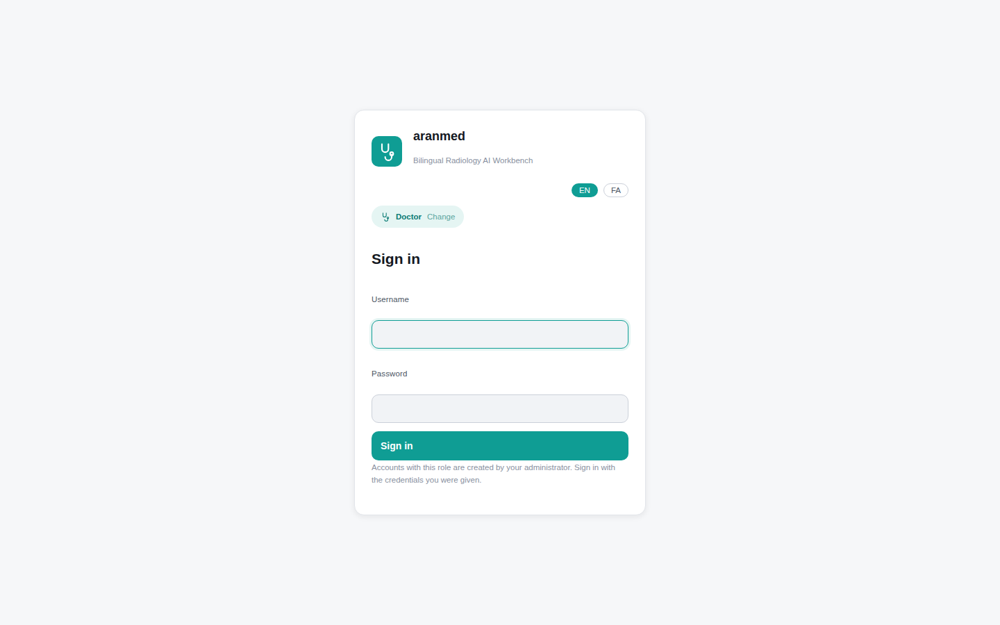 aranmed
Bilingual Radiology AI Workbench
EN FA
Doctor Change
Sign in
Username
Password
Sign in
Accounts with this role are created by your administrator. Sign in with
the credentials you were given.